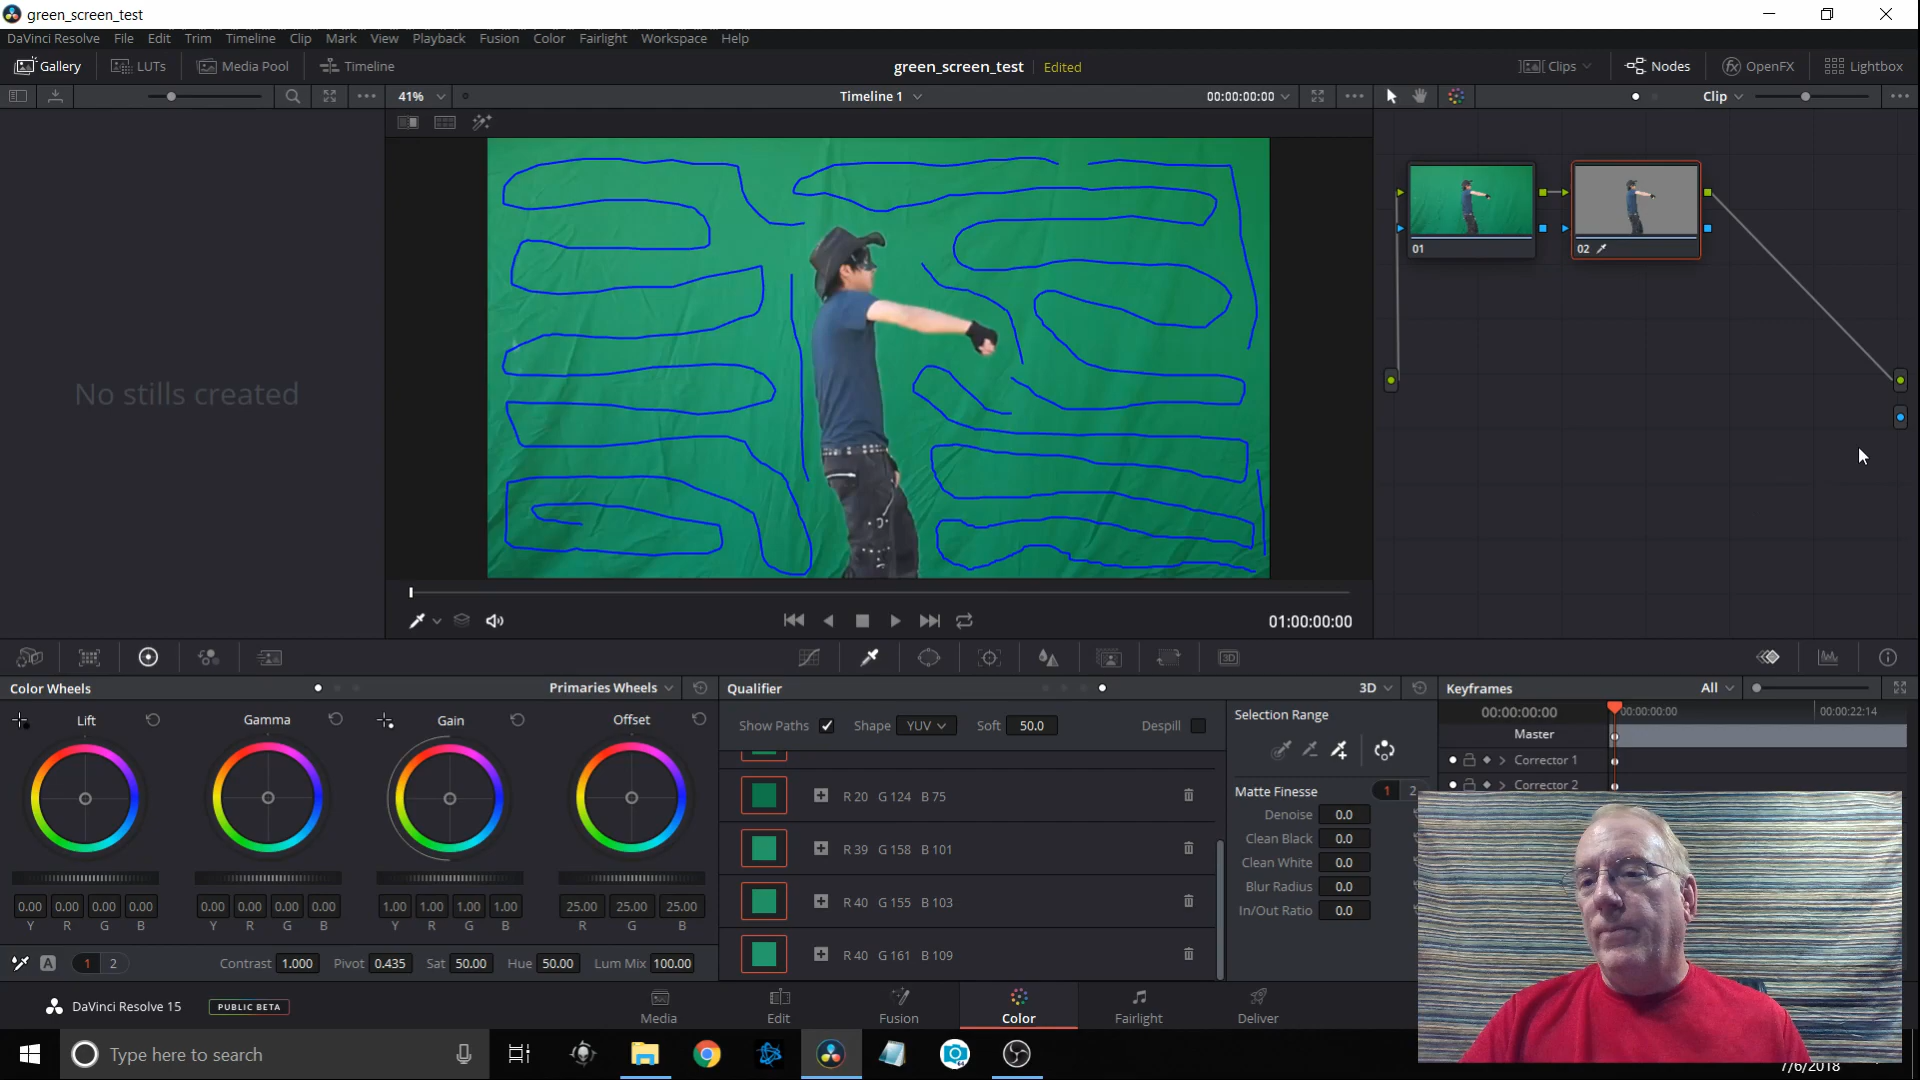 green_screen_test
DaVinci Resolve File Edit Trim Timeline Clip Mark View Playback Fusion Color Fairlight Workspace Help
Gallery LUTs Media Pool Timeline green_screen_test Edited Clips Nodes OpenFX Lightbox
41% Timeline 1 00:00:00:00 Clip
01 02
No stills created
01:00:00:00
Color Wheels Primaries Wheels Qualifier 3D Keyframes All
Lift Gamma Gain Offset
Show Paths Shape YUV Soft 50.0 Despill
Selection Range
00:00:00:00 00:00:00:00 00:00:22:14
Master
Corrector 1
Corrector 2
R 20 G 124 B 75
R 39 G 158 B 101
R 40 G 155 B 103
R 40 G 161 B 109
Matte Finesse 1 2
Denoise 0.0
Clean Black 0.0
Clean White 0.0
Blur Radius 0.0
In/Out Ratio 0.0
0.00 0.00 0.00 0.00 0.00 0.00 0.00 0.00 1.00 1.00 1.00 1.00 25.00 25.00 25.00
Y R G B Y R G B Y R G B R G B
A 1 2 Contrast 1.000 Pivot 0.435 Sat 50.00 Hue 50.00 Lum Mix 100.00
DaVinci Resolve 15 PUBLIC BETA Media Edit Fusion Color Fairlight Deliver
Type here to search
7/6/2018